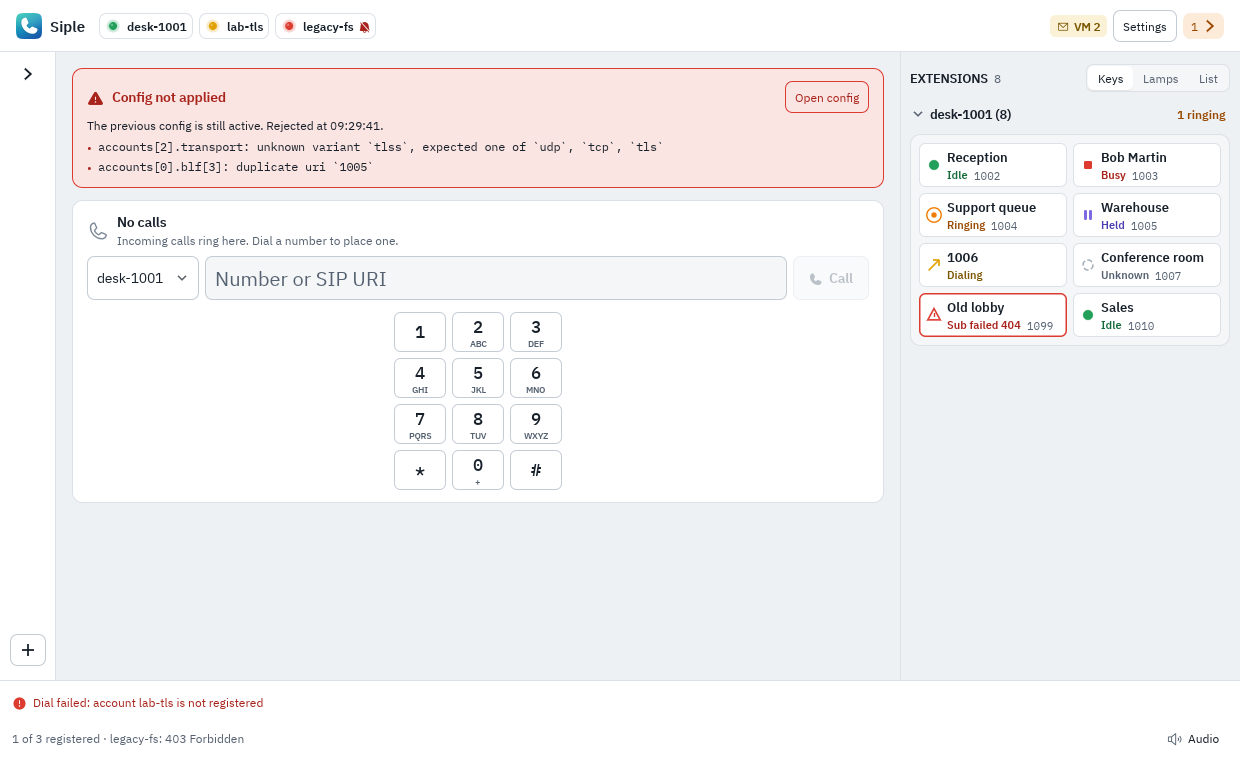 Siple
desk-1001
lab-tls
legacy-fs
VM 2
Settings
1
Config not applied
Open config
The previous config is still active. Rejected at 09:29:41.
• accounts[2].transport: unknown variant `tlss`, expected one of `udp`, `tcp`, `tls`
• accounts[0].blf[3]: duplicate uri `1005`
No calls
Incoming calls ring here. Dial a number to place one.
desk-1001
Number or SIP URI
Call
1
2
ABC
3
DEF
4
GHI
5
JKL
6
MNO
7
PQRS
8
TUV
9
WXYZ
*
0
+
#
EXTENSIONS 8
Keys
Lamps
List
desk-1001 (8)
1 ringing
Reception
Idle 1002
Bob Martin
Busy 1003
Support queue
Ringing 1004
Warehouse
Held 1005
1006
Dialing
Conference room
Unknown 1007
Old lobby
Sub failed 404 1099
Sales
Idle 1010
Dial failed: account lab-tls is not registered
1 of 3 registered · legacy-fs: 403 Forbidden
Audio